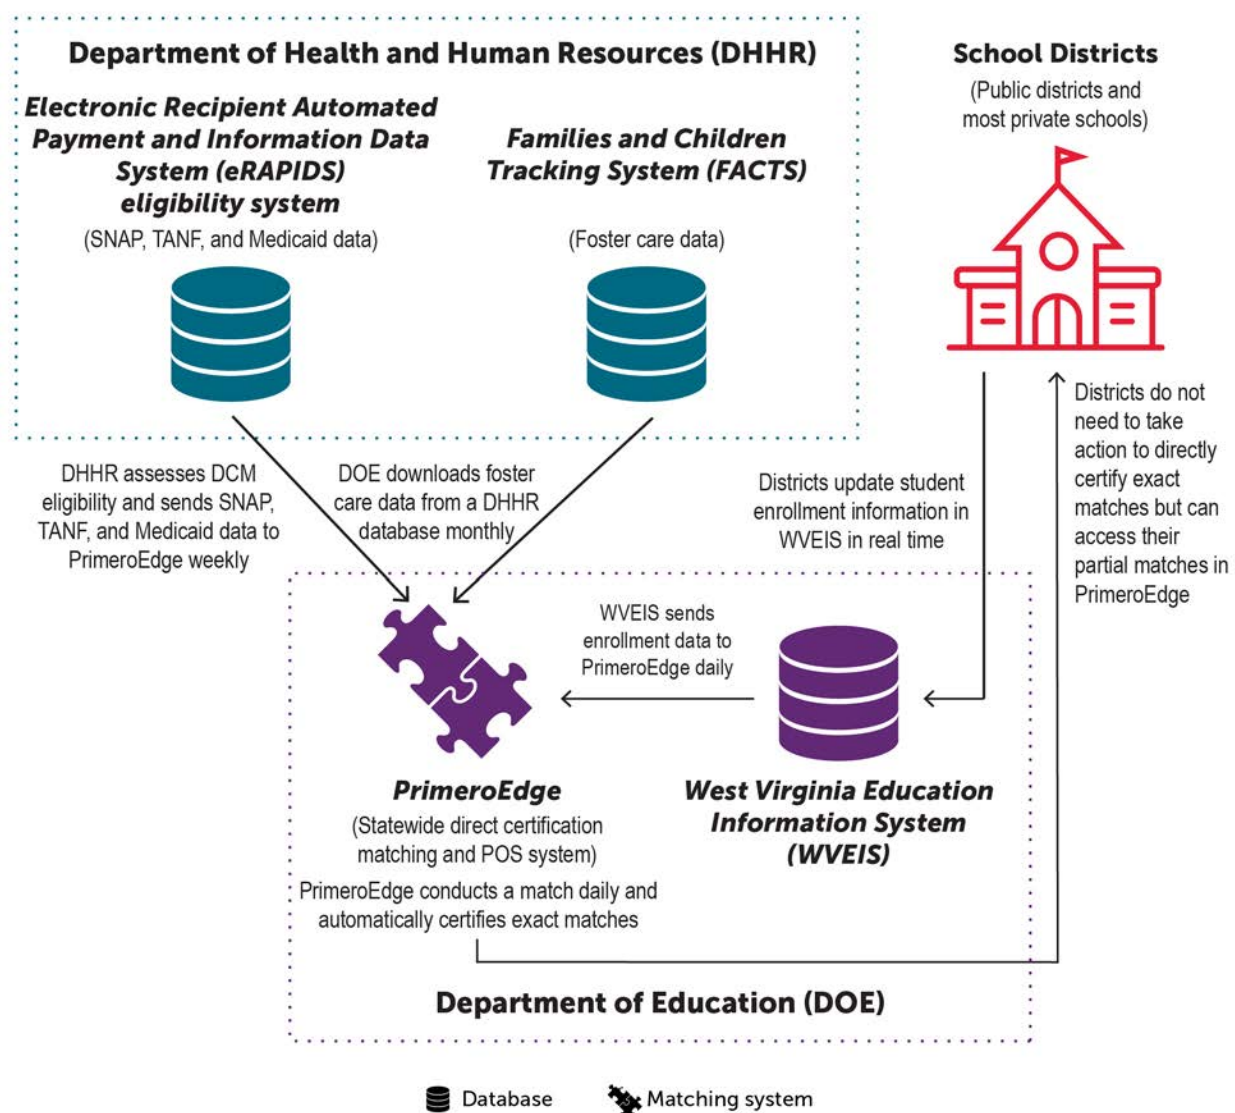 Department of Health and Human Resources (DHHR)
Electronic Recipient Automated
Payment and Information Data
System (eRAPIDS)
eligibility system
(SNAP, TANF, and Medicaid data)
Families and Children
Tracking System (FACTS)
(Foster care data)
School Districts
(Public districts and
most private schools)
DHHR assesses DCM
eligibility and sends SNAP,
TANF, and Medicaid data to
PrimeroEdge weekly
DOE downloads foster
care data from a DHHR
database monthly
Districts update student
enrollment information in
WVEIS in real time
Districts do not
need to take
action to directly
certify exact
matches but can
access their
partial matches in
PrimeroEdge
WVEIS sends
enrollment data to
PrimeroEdge daily
PrimeroEdge
(Statewide direct certification
matching and POS system)
PrimeroEdge conducts a match daily and
automatically certifies exact matches
West Virginia Education
Information System
(WVEIS)
Department of Education (DOE)
Database
Matching system